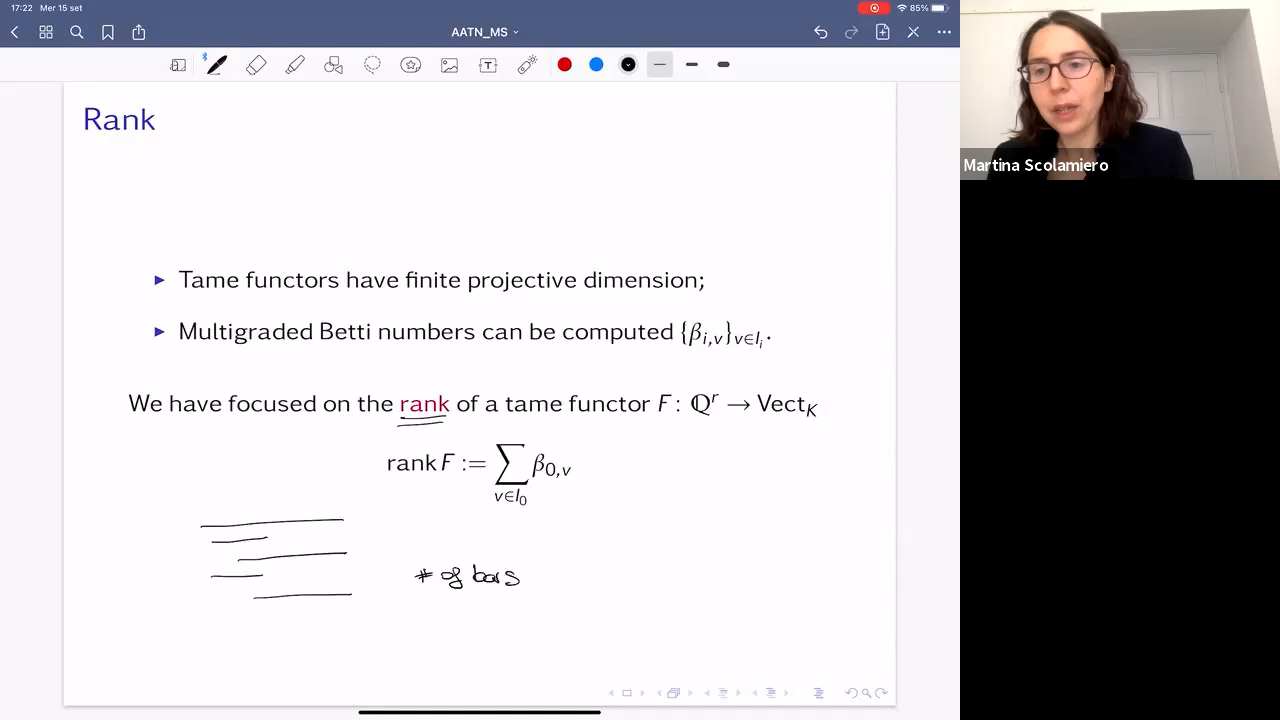 17:22 Mer 15 set
85%
AATN_MS
Rank
Tame functors have finite projective dimension;
Multigraded Betti numbers can be computed {β_{i,v}}_{v∈I_i}.
We have focused on the rank of a tame functor F: ℚ^r → Vect_K
rank F := ∑_{v∈I_0} β_{0,v}
# of bars
Martina Scolamiero